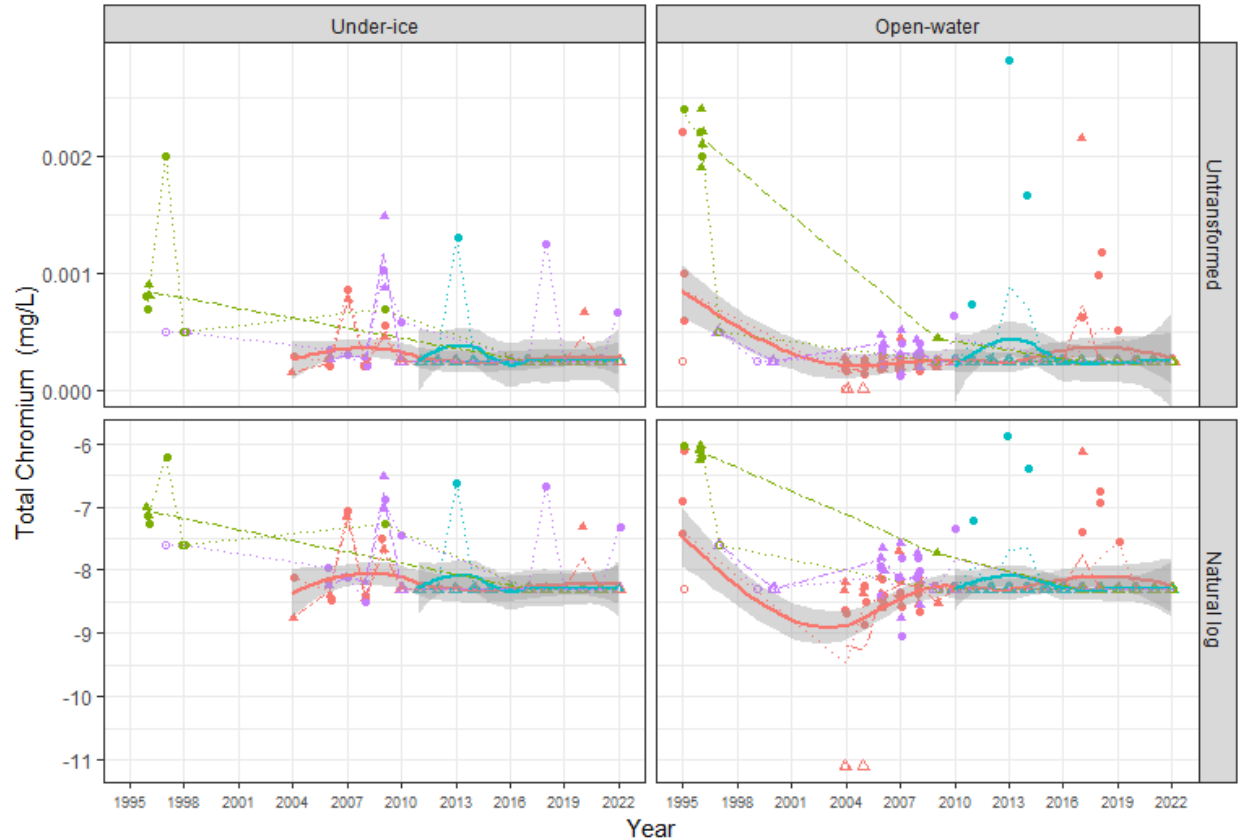 Under-ice Open-water
Total Chromium (mg/L)
0.002
0.001
0.000
Untransformed
-6
-7
-8
-9
-10
-11
Natural log
1995 1998 2001 2004 2007 2010 2013 2016 2019 2022 1995 1998 2001 2004 2007 2010 2013 2016 2019 2022
Year